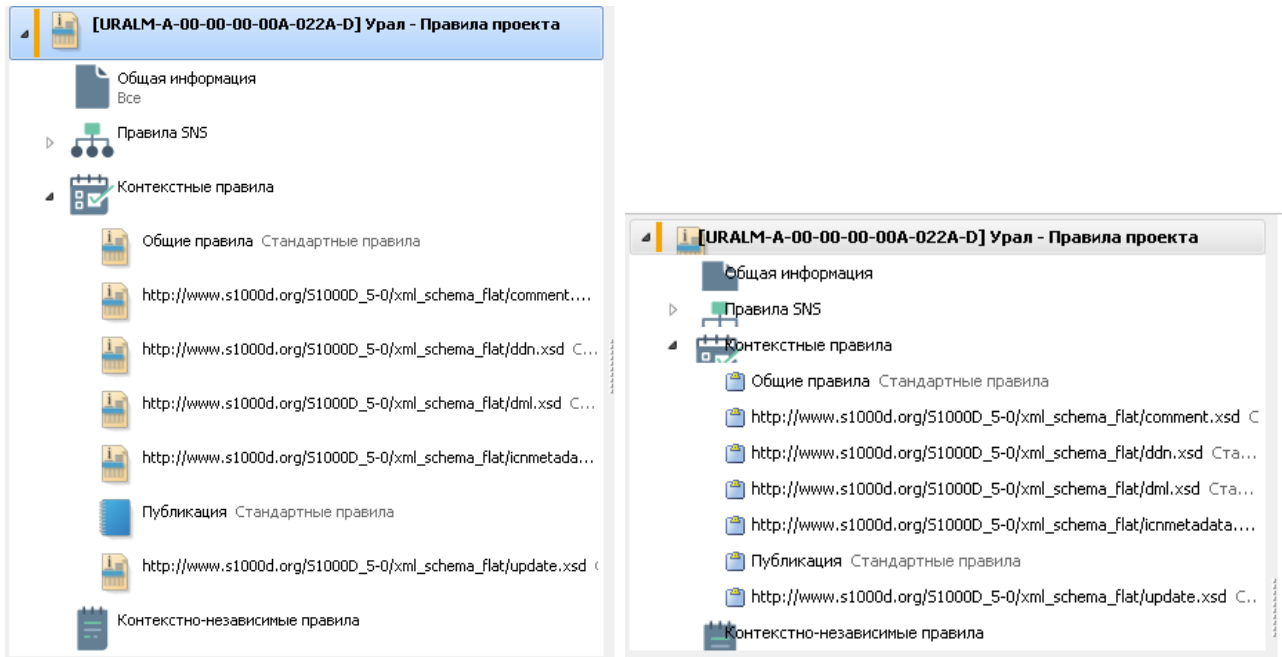 [URALM-A-00-00-00-00A-022A-D] Урал - Правила проекта
Общая информация
Все
Правила SNS
Контекстные правила
Общие правила Стандартные правила
http://www.s1000d.org/S1000D_5-0/xml_schema_flat/comment....
http://www.s1000d.org/S1000D_5-0/xml_schema_flat/ddn.xsd С...
http://www.s1000d.org/S1000D_5-0/xml_schema_flat/dml.xsd С...
http://www.s1000d.org/S1000D_5-0/xml_schema_flat/icnmetada...
Публикация Стандартные правила
http://www.s1000d.org/S1000D_5-0/xml_schema_flat/update.xsd
Контекстно-независимые правила
[URALM-A-00-00-00-00A-022A-D] Урал - Правила проекта
Общая информация
Правила SNS
Контекстные правила
Общие правила Стандартные правила
http://www.s1000d.org/S1000D_5-0/xml_schema_flat/comment.xsd С
http://www.s1000d.org/S1000D_5-0/xml_schema_flat/ddn.xsd Ста...
http://www.s1000d.org/S1000D_5-0/xml_schema_flat/dml.xsd Ста...
http://www.s1000d.org/S1000D_5-0/xml_schema_flat/icnmetadata....
Публикация Стандартные правила
http://www.s1000d.org/S1000D_5-0/xml_schema_flat/update.xsd С...
Контекстно-независимые правила